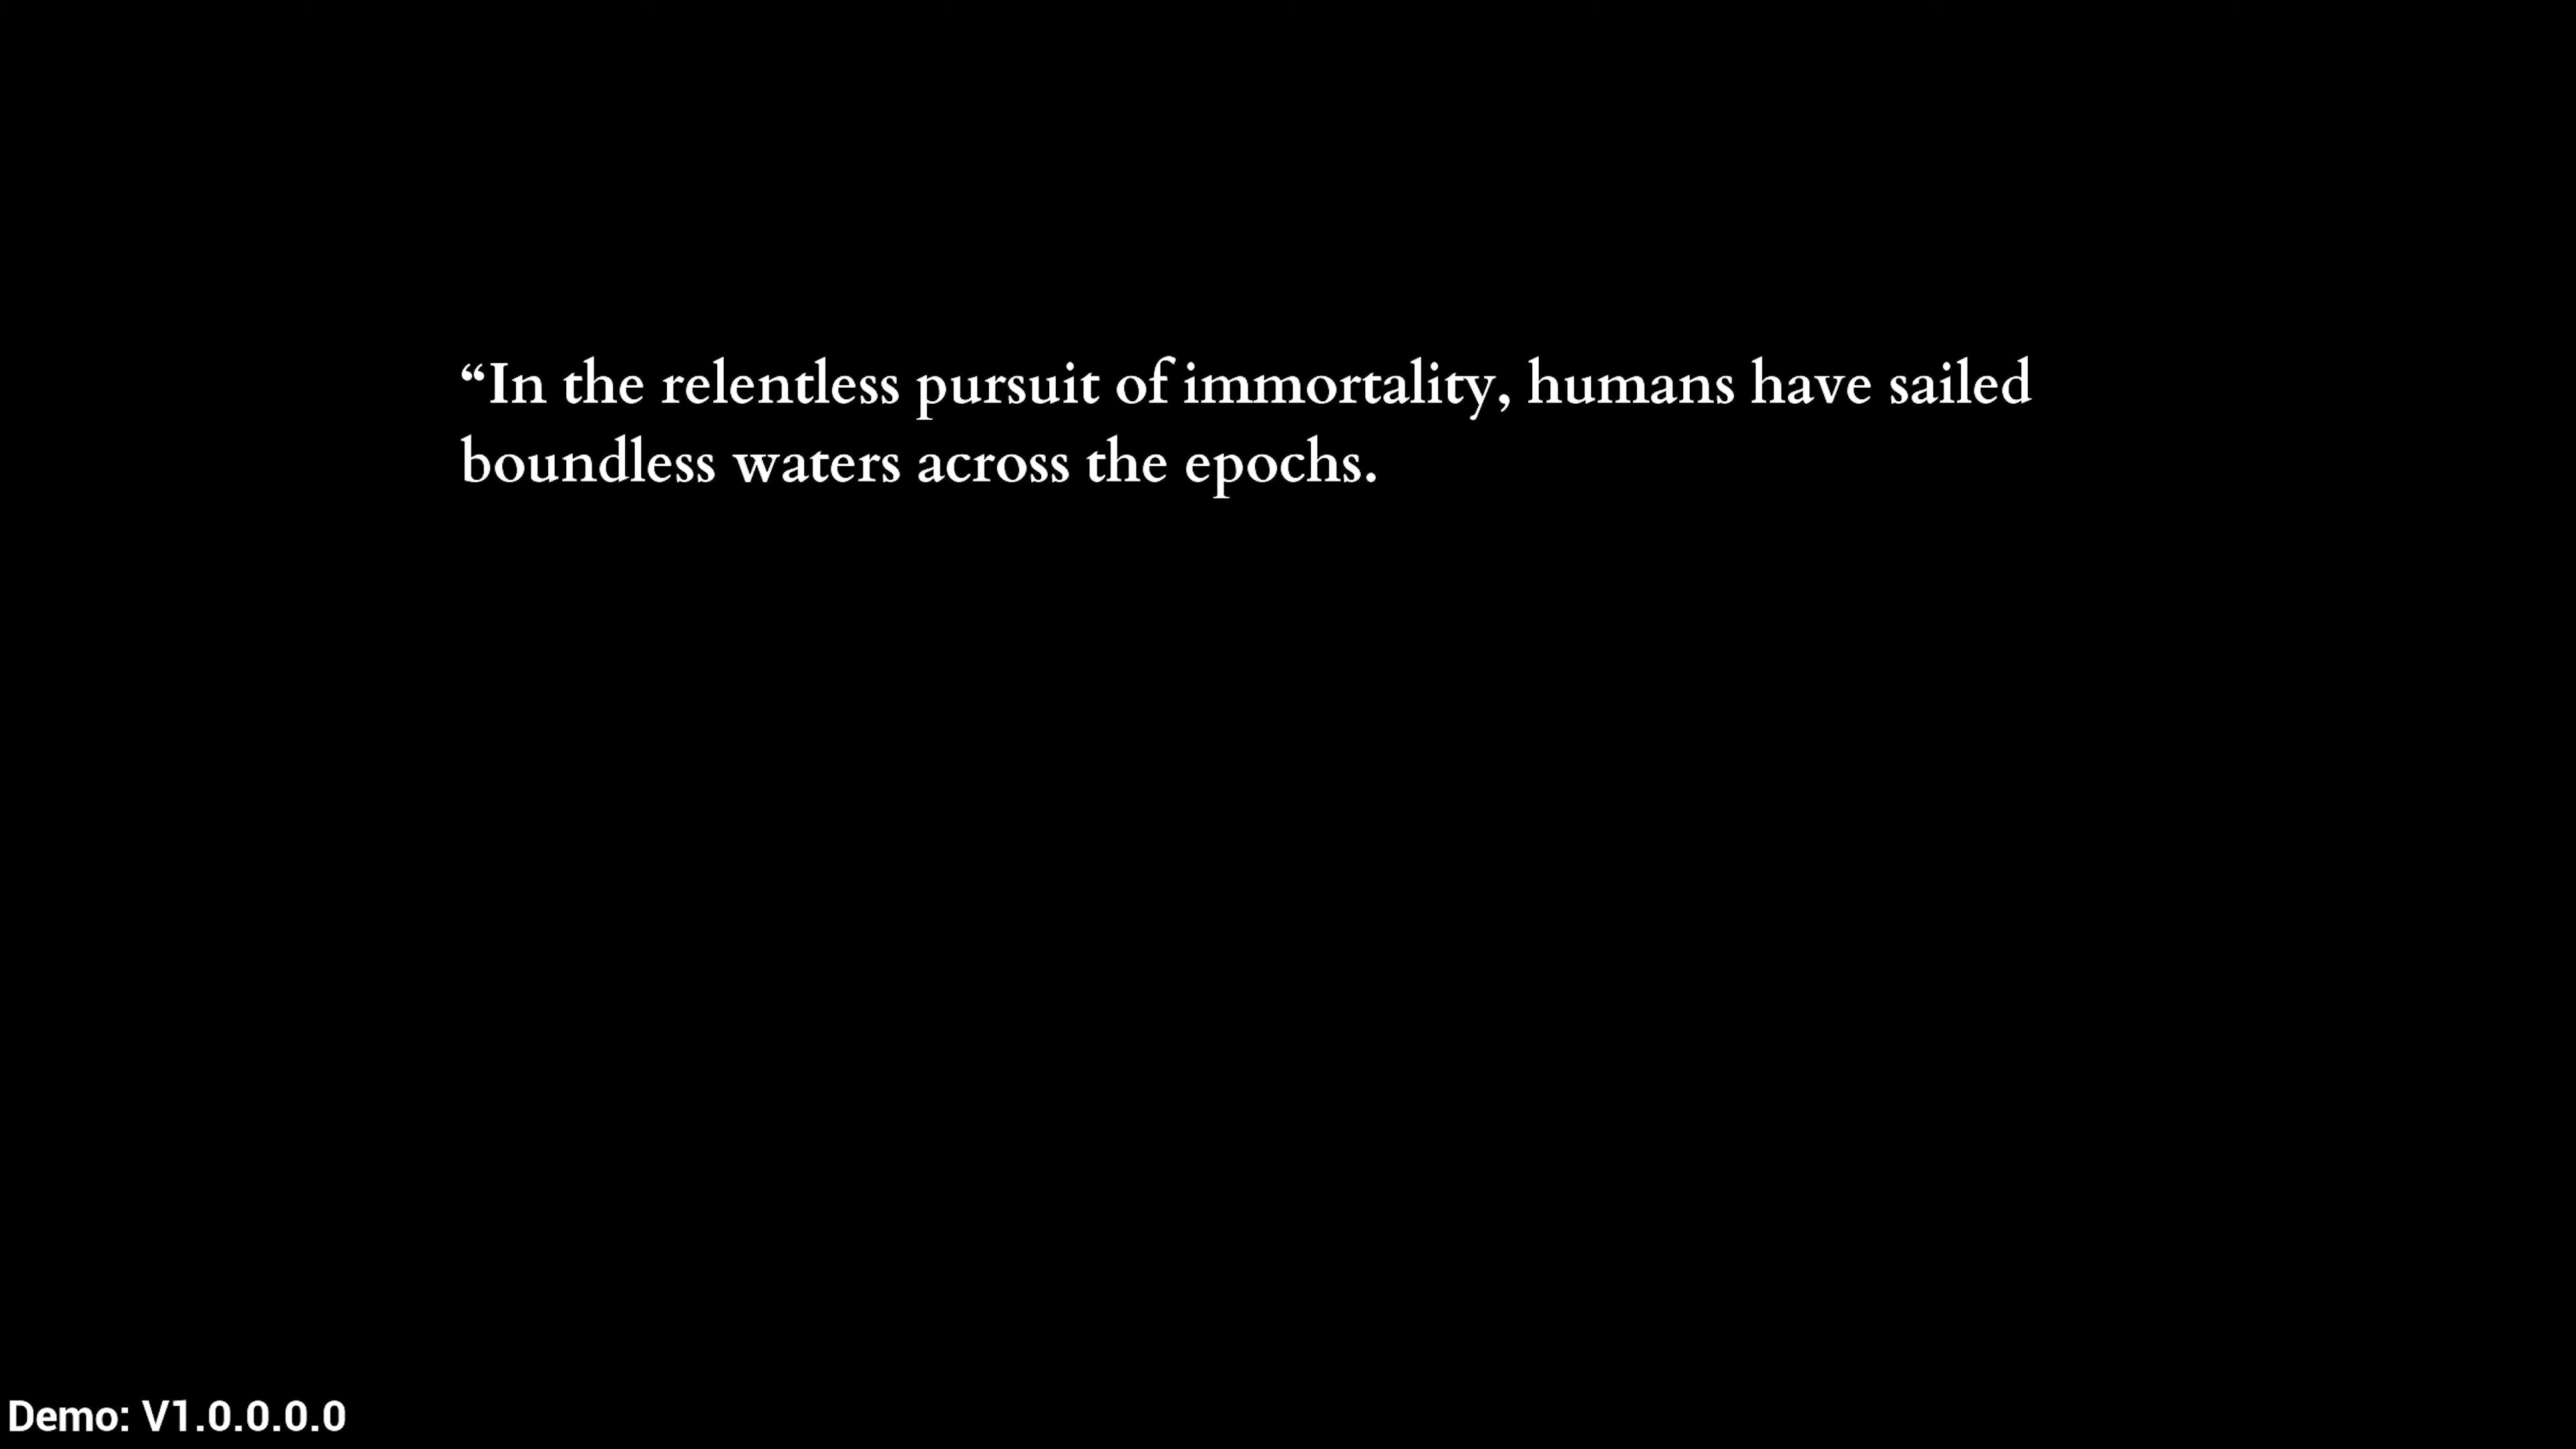 “In the relentless pursuit of immortality, humans have sailed
boundless waters across the epochs.
Demo: V1.0.0.0.0